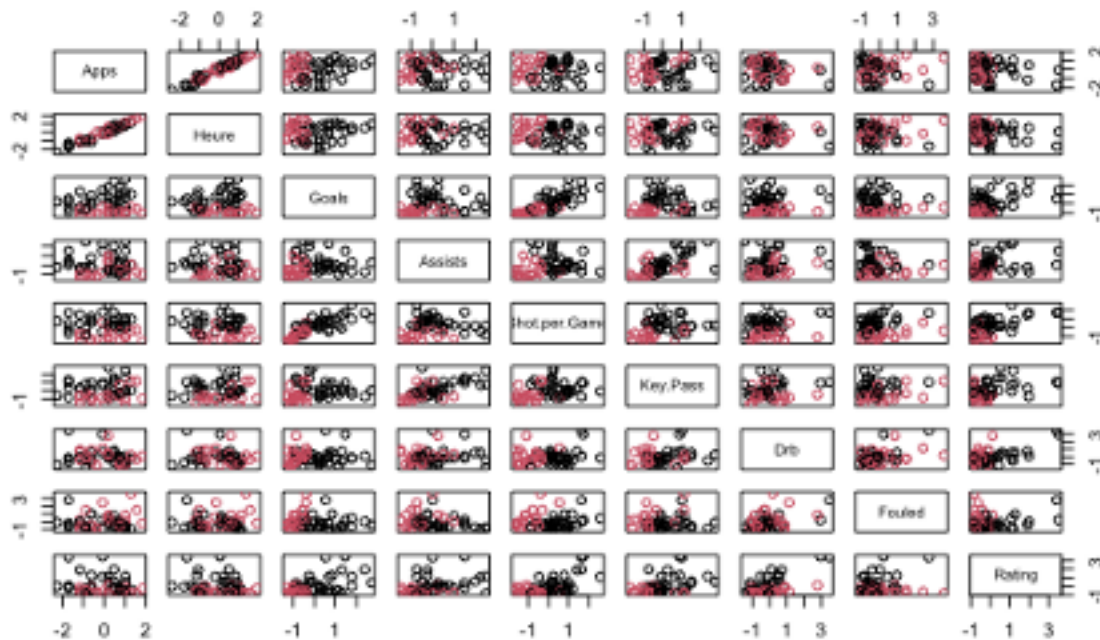 -2 0 2 -1 1 -1 1 -1 1 3
Apps 2 -2
2 -2 Heure
Goals -1
-1 Assists
Shot.per.Game -1
-1 Key.Pass
Drb 3 -1
3 -1 Fouled
Rating 3 -1
-2 0 2 -1 1 -1 1 -1 1 3 -1 1 3